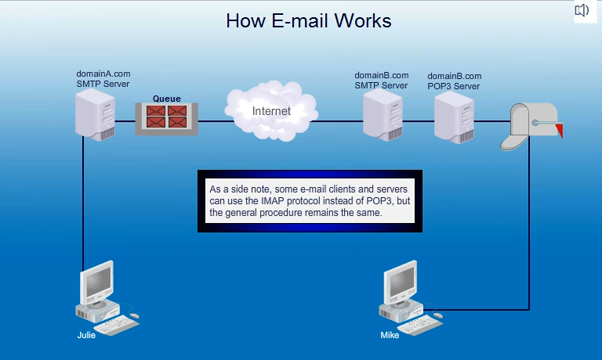 How E-mail Works
domainA.com
SMTP Server
Queue
Internet
domainB.com
SMTP Server
domainB.com
POP3 Server
As a side note, some e-mail clients and servers
can use the IMAP protocol instead of POP3, but
the general procedure remains the same.
Julie
Mike